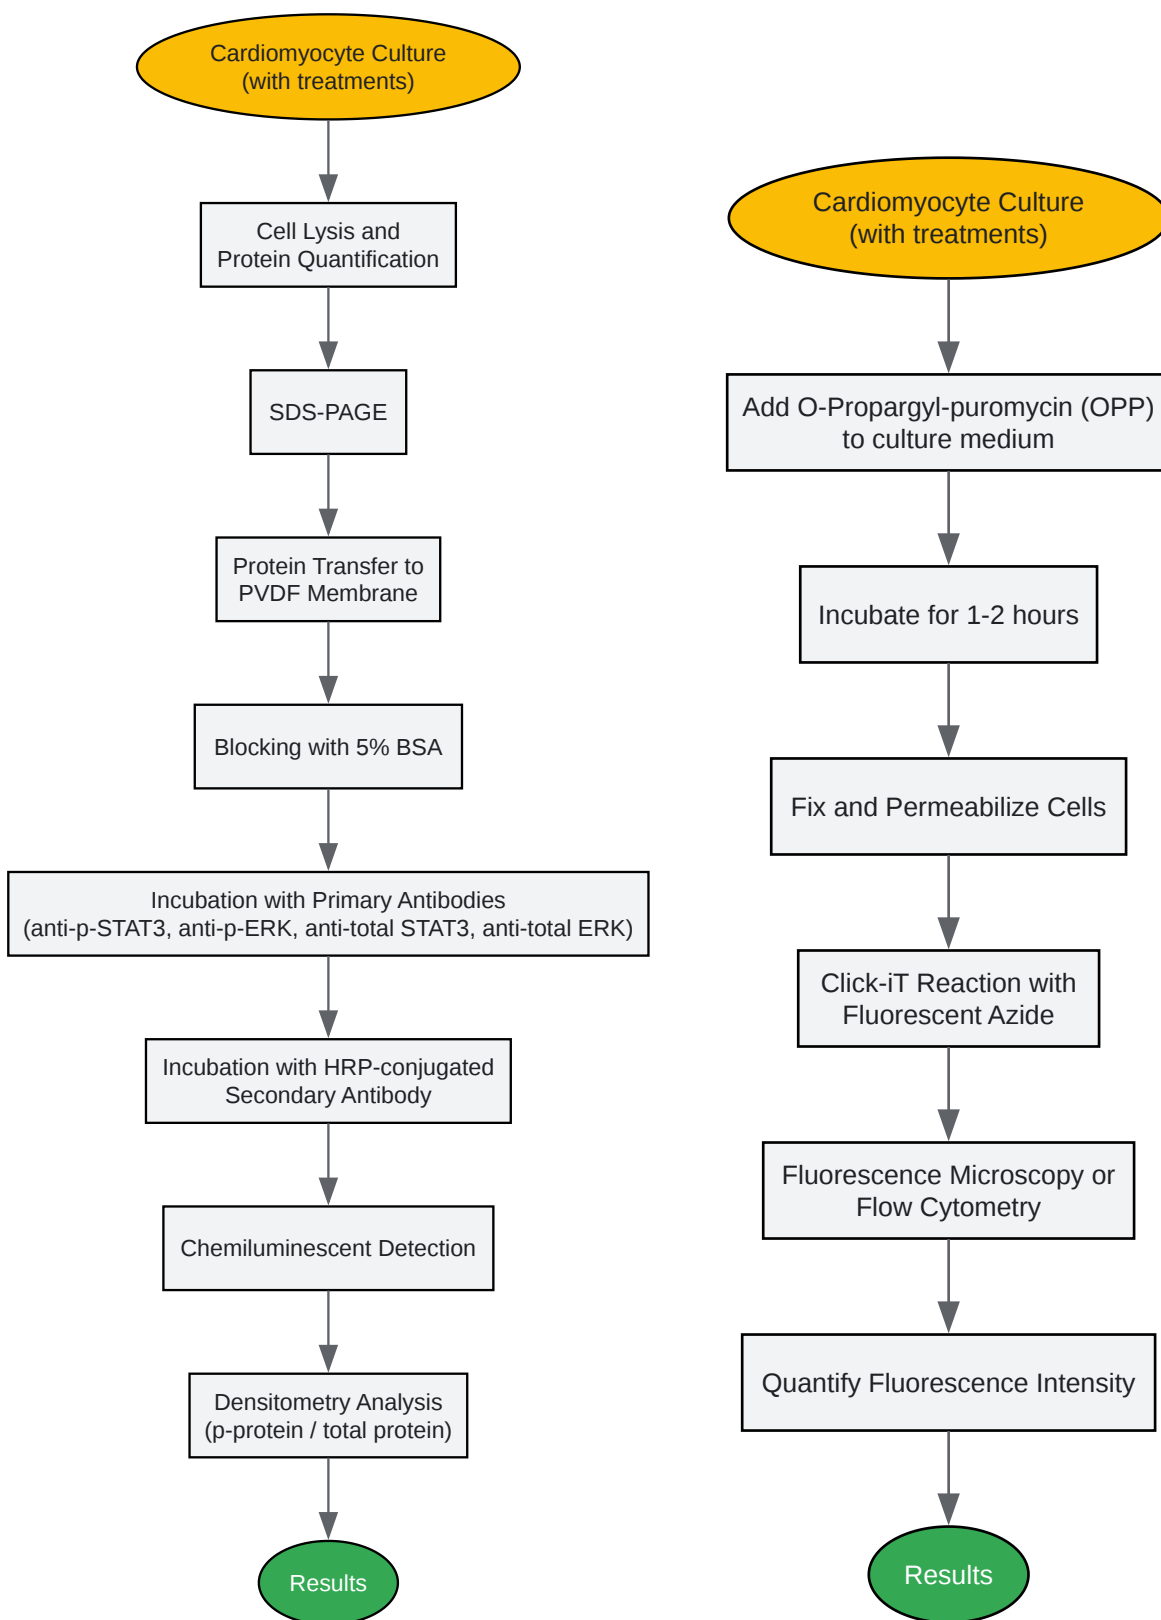 Cardiomyocyte Culture
(with treatments)
Cell Lysis and
Protein Quantification
SDS-PAGE
Protein Transfer to
PVDF Membrane
Blocking with 5% BSA
Incubation with Primary Antibodies
(anti-p-STAT3, anti-p-ERK, anti-total STAT3, anti-total ERK)
Incubation with HRP-conjugated
Secondary Antibody
Chemiluminescent Detection
Densitometry Analysis
(p-protein / total protein)
Results
Cardiomyocyte Culture
(with treatments)
Add O-Propargyl-puromycin (OPP)
to culture medium
Incubate for 1-2 hours
Fix and Permeabilize Cells
Click-iT Reaction with
Fluorescent Azide
Fluorescence Microscopy or
Flow Cytometry
Quantify Fluorescence Intensity
Results